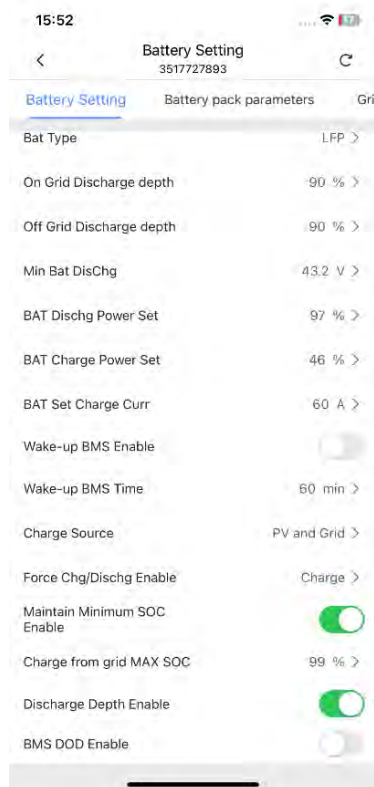 15:52
Battery Setting
3517727893
Battery Setting Battery pack parameters Gri
Bat Type LFP
On Grid Discharge depth 90 %
Off Grid Discharge depth 90 %
Min Bat DisChg 43.2 V
BAT Dischg Power Set 97 %
BAT Charge Power Set 46 %
BAT Set Charge Curr 60 A
Wake-up BMS Enable
Wake-up BMS Time 60 min
Charge Source PV and Grid
Force Chg/Dischg Enable Charge
Maintain Minimum SOC
Enable
Charge from grid MAX SOC 99 %
Discharge Depth Enable
BMS DOD Enable